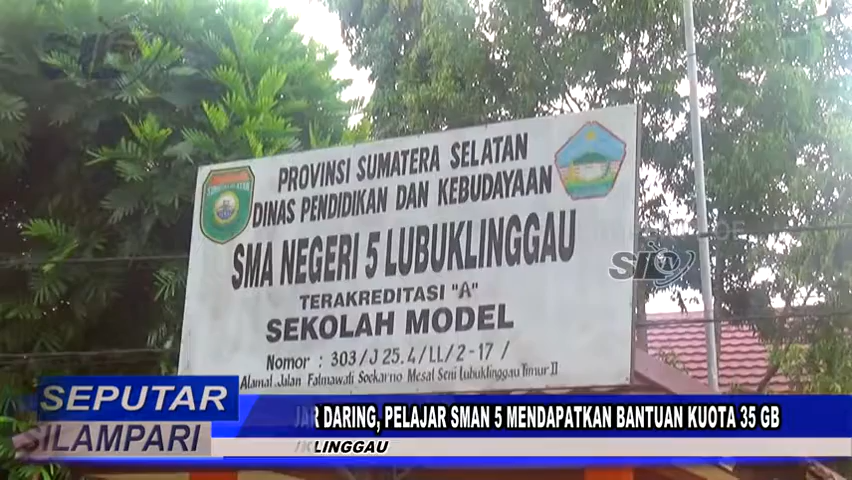 PROVINSI SUMATERA SELATAN
DINAS PENDIDIKAN DAN KEBUDAYAAN
SMA NEGERI 5 LUBUKLINGGAU
TERAKREDITASI "A"
SEKOLAH MODEL
Nomor : 303/J 25.4/LL/2-17/
Alamat Jalan Fatmawati Soekarno Mesat Seni Lubuklinggau Timur II
SiTV
SEPUTAR
SILAMPARI
DARING, PELAJAR SMAN 5 MENDAPATKAN BANTUAN KUOTA 35 GB
KLINGGAU